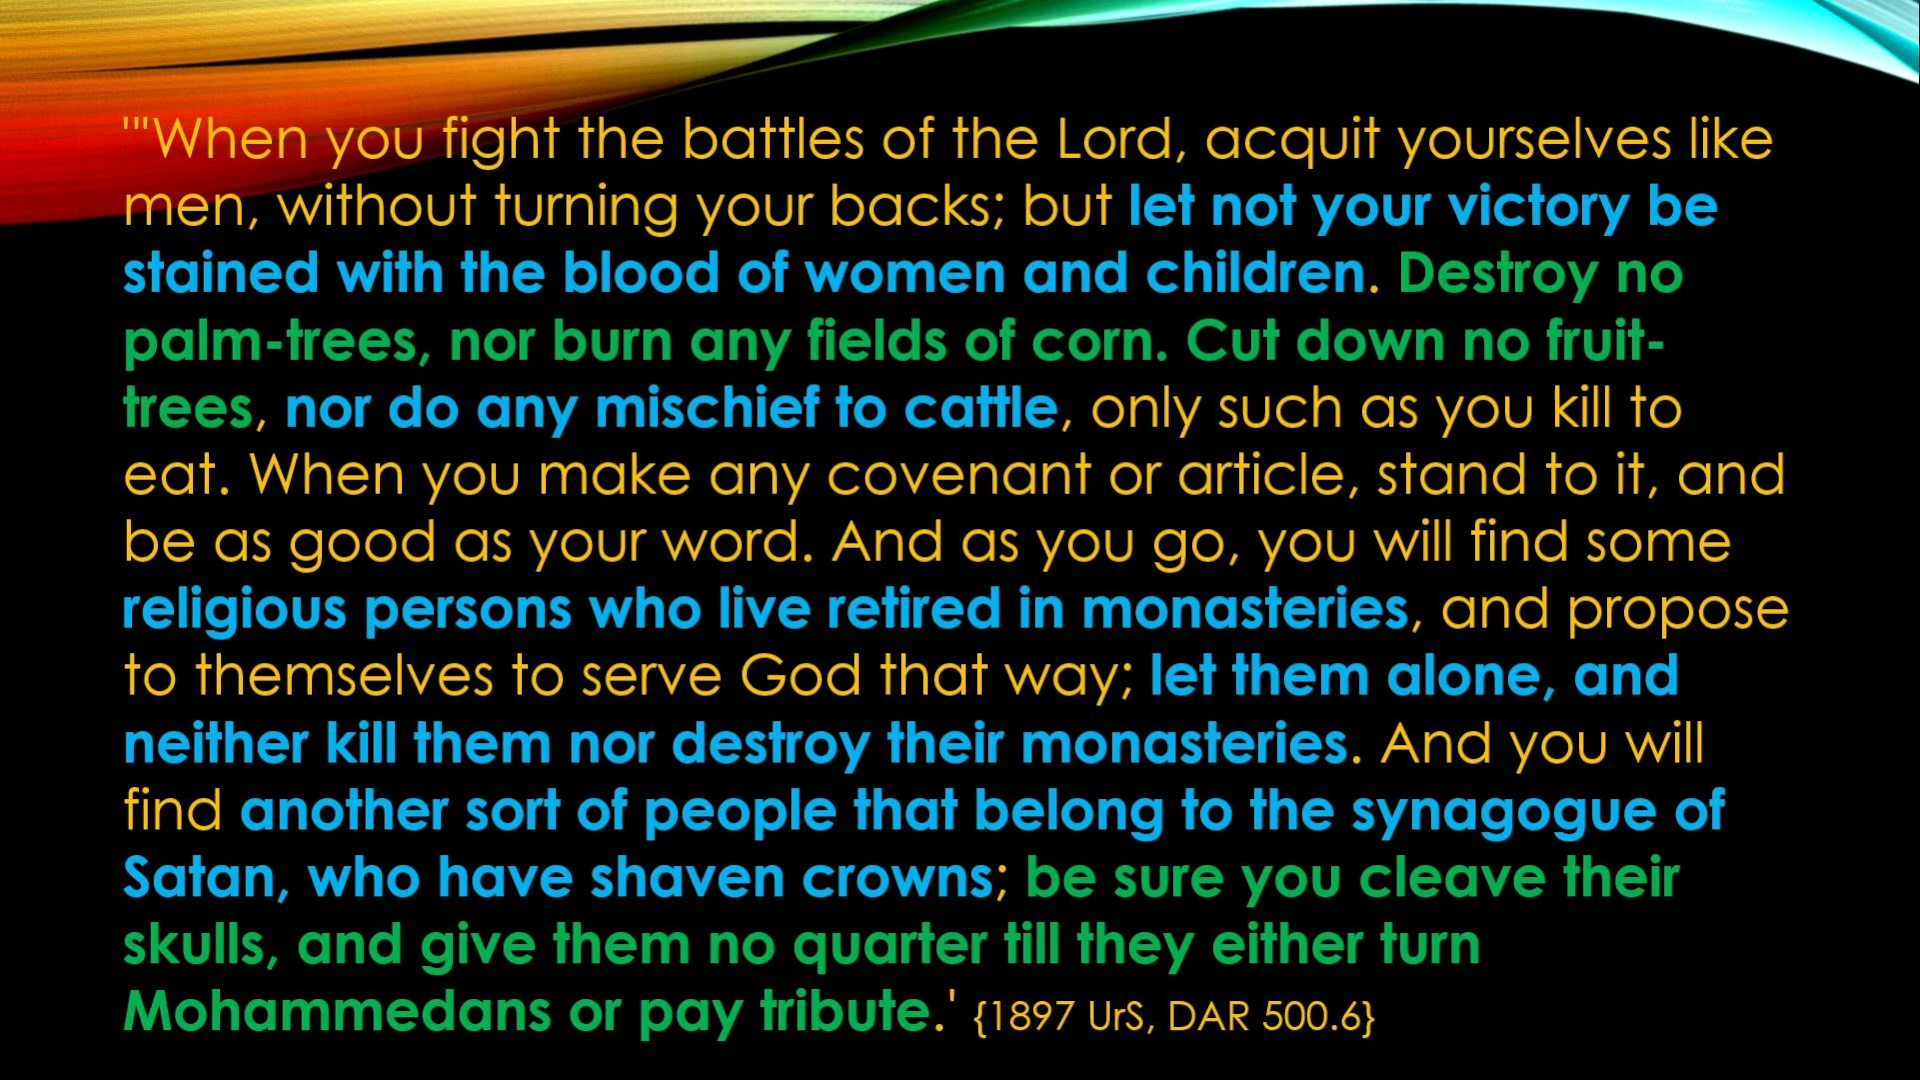 '"When you fight the battles of the Lord, acquit yourselves like
men, without turning your backs; but let not your victory be
stained with the blood of women and children. Destroy no
palm-trees, nor burn any fields of corn. Cut down no fruit-
trees, nor do any mischief to cattle, only such as you kill to
eat. When you make any covenant or article, stand to it, and
be as good as your word. And as you go, you will find some
religious persons who live retired in monasteries, and propose
to themselves to serve God that way; let them alone, and
neither kill them nor destroy their monasteries. And you will
find another sort of people that belong to the synagogue of
Satan, who have shaven crowns; be sure you cleave their
skulls, and give them no quarter till they either turn
Mohammedans or pay tribute.' {1897 UrS, DAR 500.6}